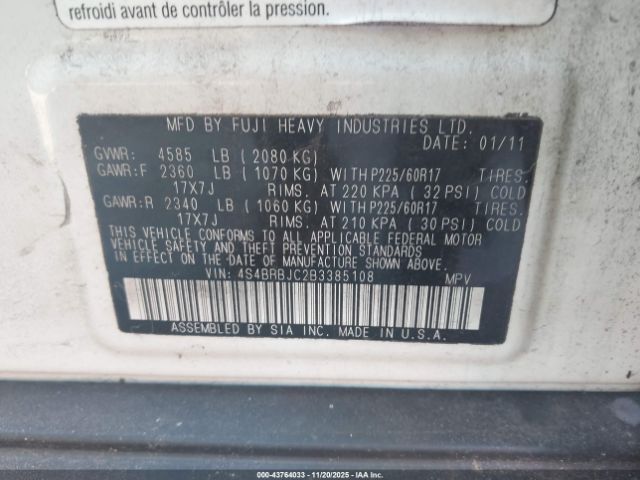 refroidi avant de contrôler la pression.
MFD BY FUJI HEAVY INDUSTRIES LTD.
DATE: 01/11
GVWR: 4585 LB (2080 KG)
GAWR:F 2360 LB (1070 KG) WITH P225/60R17 TIRES.
17X7J RIMS. AT 220 KPA (32 PSI) COLD
GAWR:R 2340 LB (1060 KG) WITH P225/60R17 TIRES.
17X7J RIMS. AT 210 KPA (30 PSI) COLD
THIS VEHICLE CONFORMS TO ALL APPLICABLE FEDERAL MOTOR
VEHICLE SAFETY AND THEFT PREVENTION STANDARDS
IN EFFECT ON THE DATE OF MANUFACTURE SHOWN ABOVE.
VIN: 4S4BRBJC2B3385108 MPV
ASSEMBLED BY SIA INC. MADE IN U.S.A.
000-43764033 - 11/20/2025 - IAAI.COM